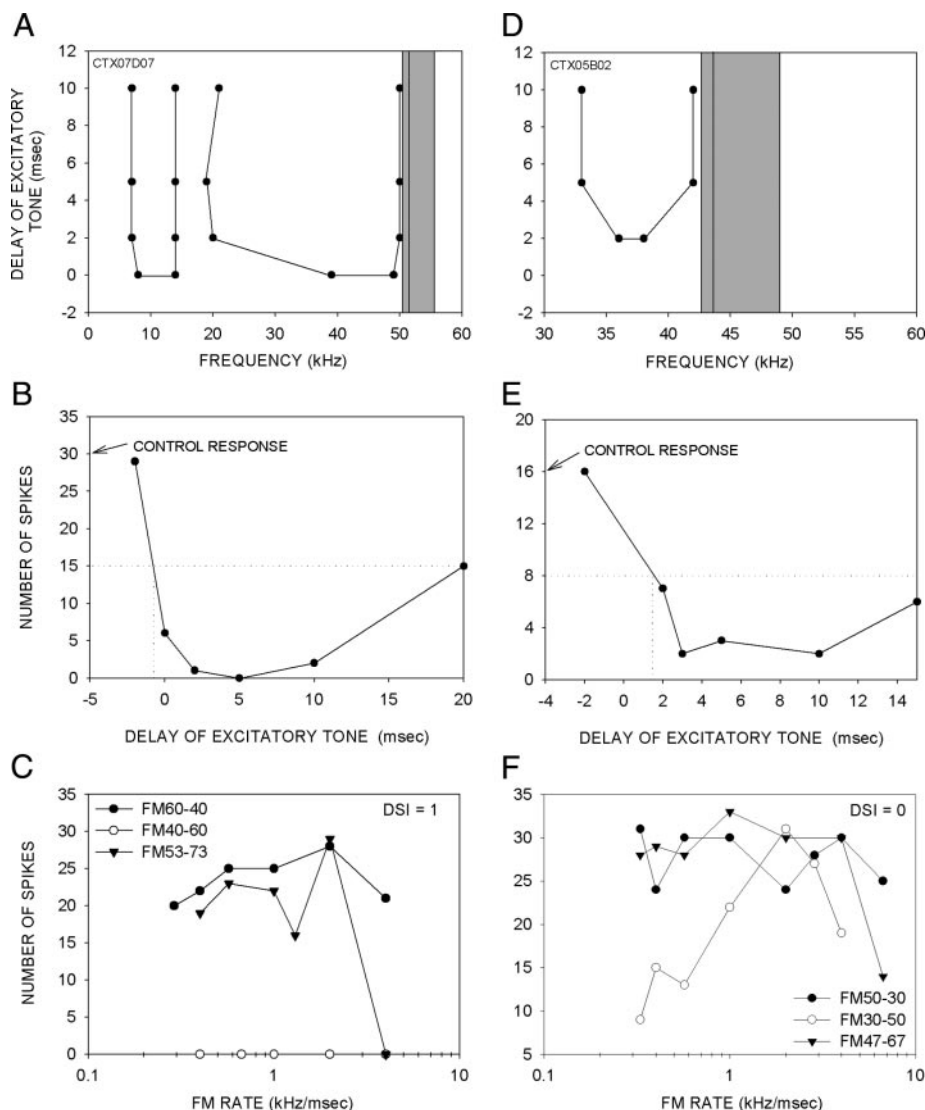 A
CTX07D07
DELAY OF EXCITATORY
TONE (msec)
12
10
8
6
4
2
0
-2
0 10 20 30 40 50 60
FREQUENCY (kHz)
D
CTX05B02
12
10
8
6
4
2
0
-2
30 35 40 45 50 55 60
FREQUENCY (kHz)
B
CONTROL RESPONSE
NUMBER OF SPIKES
35
30
25
20
15
10
5
0
-5 0 5 10 15 20
DELAY OF EXCITATORY TONE (msec)
E
CONTROL RESPONSE
20
16
12
8
4
0
-4 -2 0 2 4 6 8 10 12 14
DELAY OF EXCITATORY TONE (msec)
C
FM60-40
FM40-60
FM53-73
DSI = 1
NUMBER OF SPIKES
35
30
25
20
15
10
5
0
0.1 1 10
FM RATE (kHz/msec)
F
DSI = 0
FM50-30
FM30-50
FM47-67
35
30
25
20
15
10
5
0.1 1 10
FM RATE (kHz/msec)